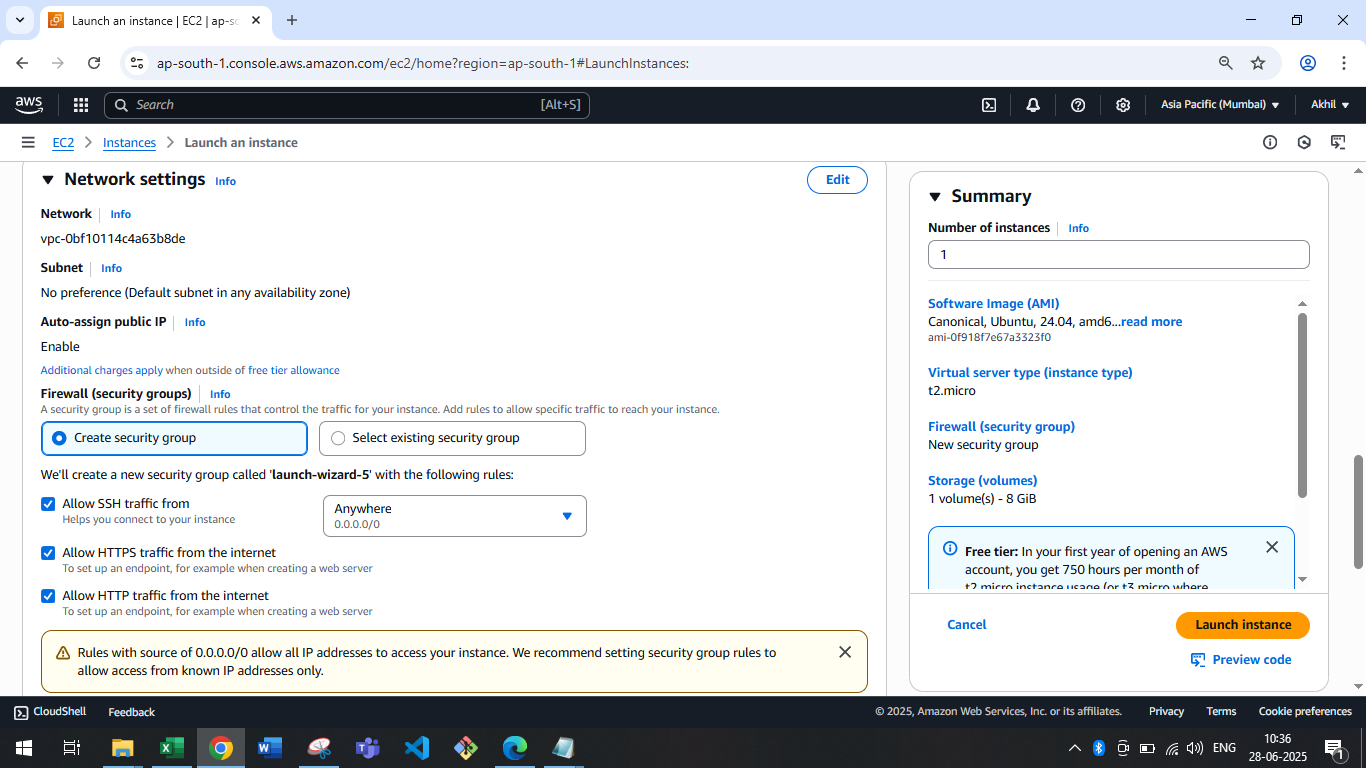 Launch an instance | EC2 | ap-sc
ap-south-1.console.aws.amazon.com/ec2/home?region=ap-south-1#LaunchInstances:
aws
Search [Alt+S]
Asia Pacific (Mumbai)
Akhil
EC2 > Instances > Launch an instance
Network settings Info
Edit
Network Info
vpc-0bf10114c4a63b8de
Subnet Info
No preference (Default subnet in any availability zone)
Auto-assign public IP Info
Enable
Additional charges apply when outside of free tier allowance
Firewall (security groups) Info
A security group is a set of firewall rules that control the traffic for your instance. Add rules to allow specific traffic to reach your instance.
Create security group
Select existing security group
We'll create a new security group called 'launch-wizard-5' with the following rules:
Allow SSH traffic from
Helps you connect to your instance
Anywhere
0.0.0.0/0
Allow HTTPS traffic from the internet
To set up an endpoint, for example when creating a web server
Allow HTTP traffic from the internet
To set up an endpoint, for example when creating a web server
Rules with source of 0.0.0.0/0 allow all IP addresses to access your instance. We recommend setting security group rules to
allow access from known IP addresses only.
Summary
Number of instances Info
1
Software Image (AMI)
Canonical, Ubuntu, 24.04, amd6...read more
ami-0f918f7e67a3323f0
Virtual server type (instance type)
t2.micro
Firewall (security group)
New security group
Storage (volumes)
1 volume(s) - 8 GiB
Free tier: In your first year of opening an AWS
account, you get 750 hours per month of
t2.micro instance usage (or t3.micro where
Cancel
Launch instance
Preview code
CloudShell
Feedback
© 2025, Amazon Web Services, Inc. or its affiliates.
Privacy
Terms
Cookie preferences
ENG
10:36
28-06-2025
1